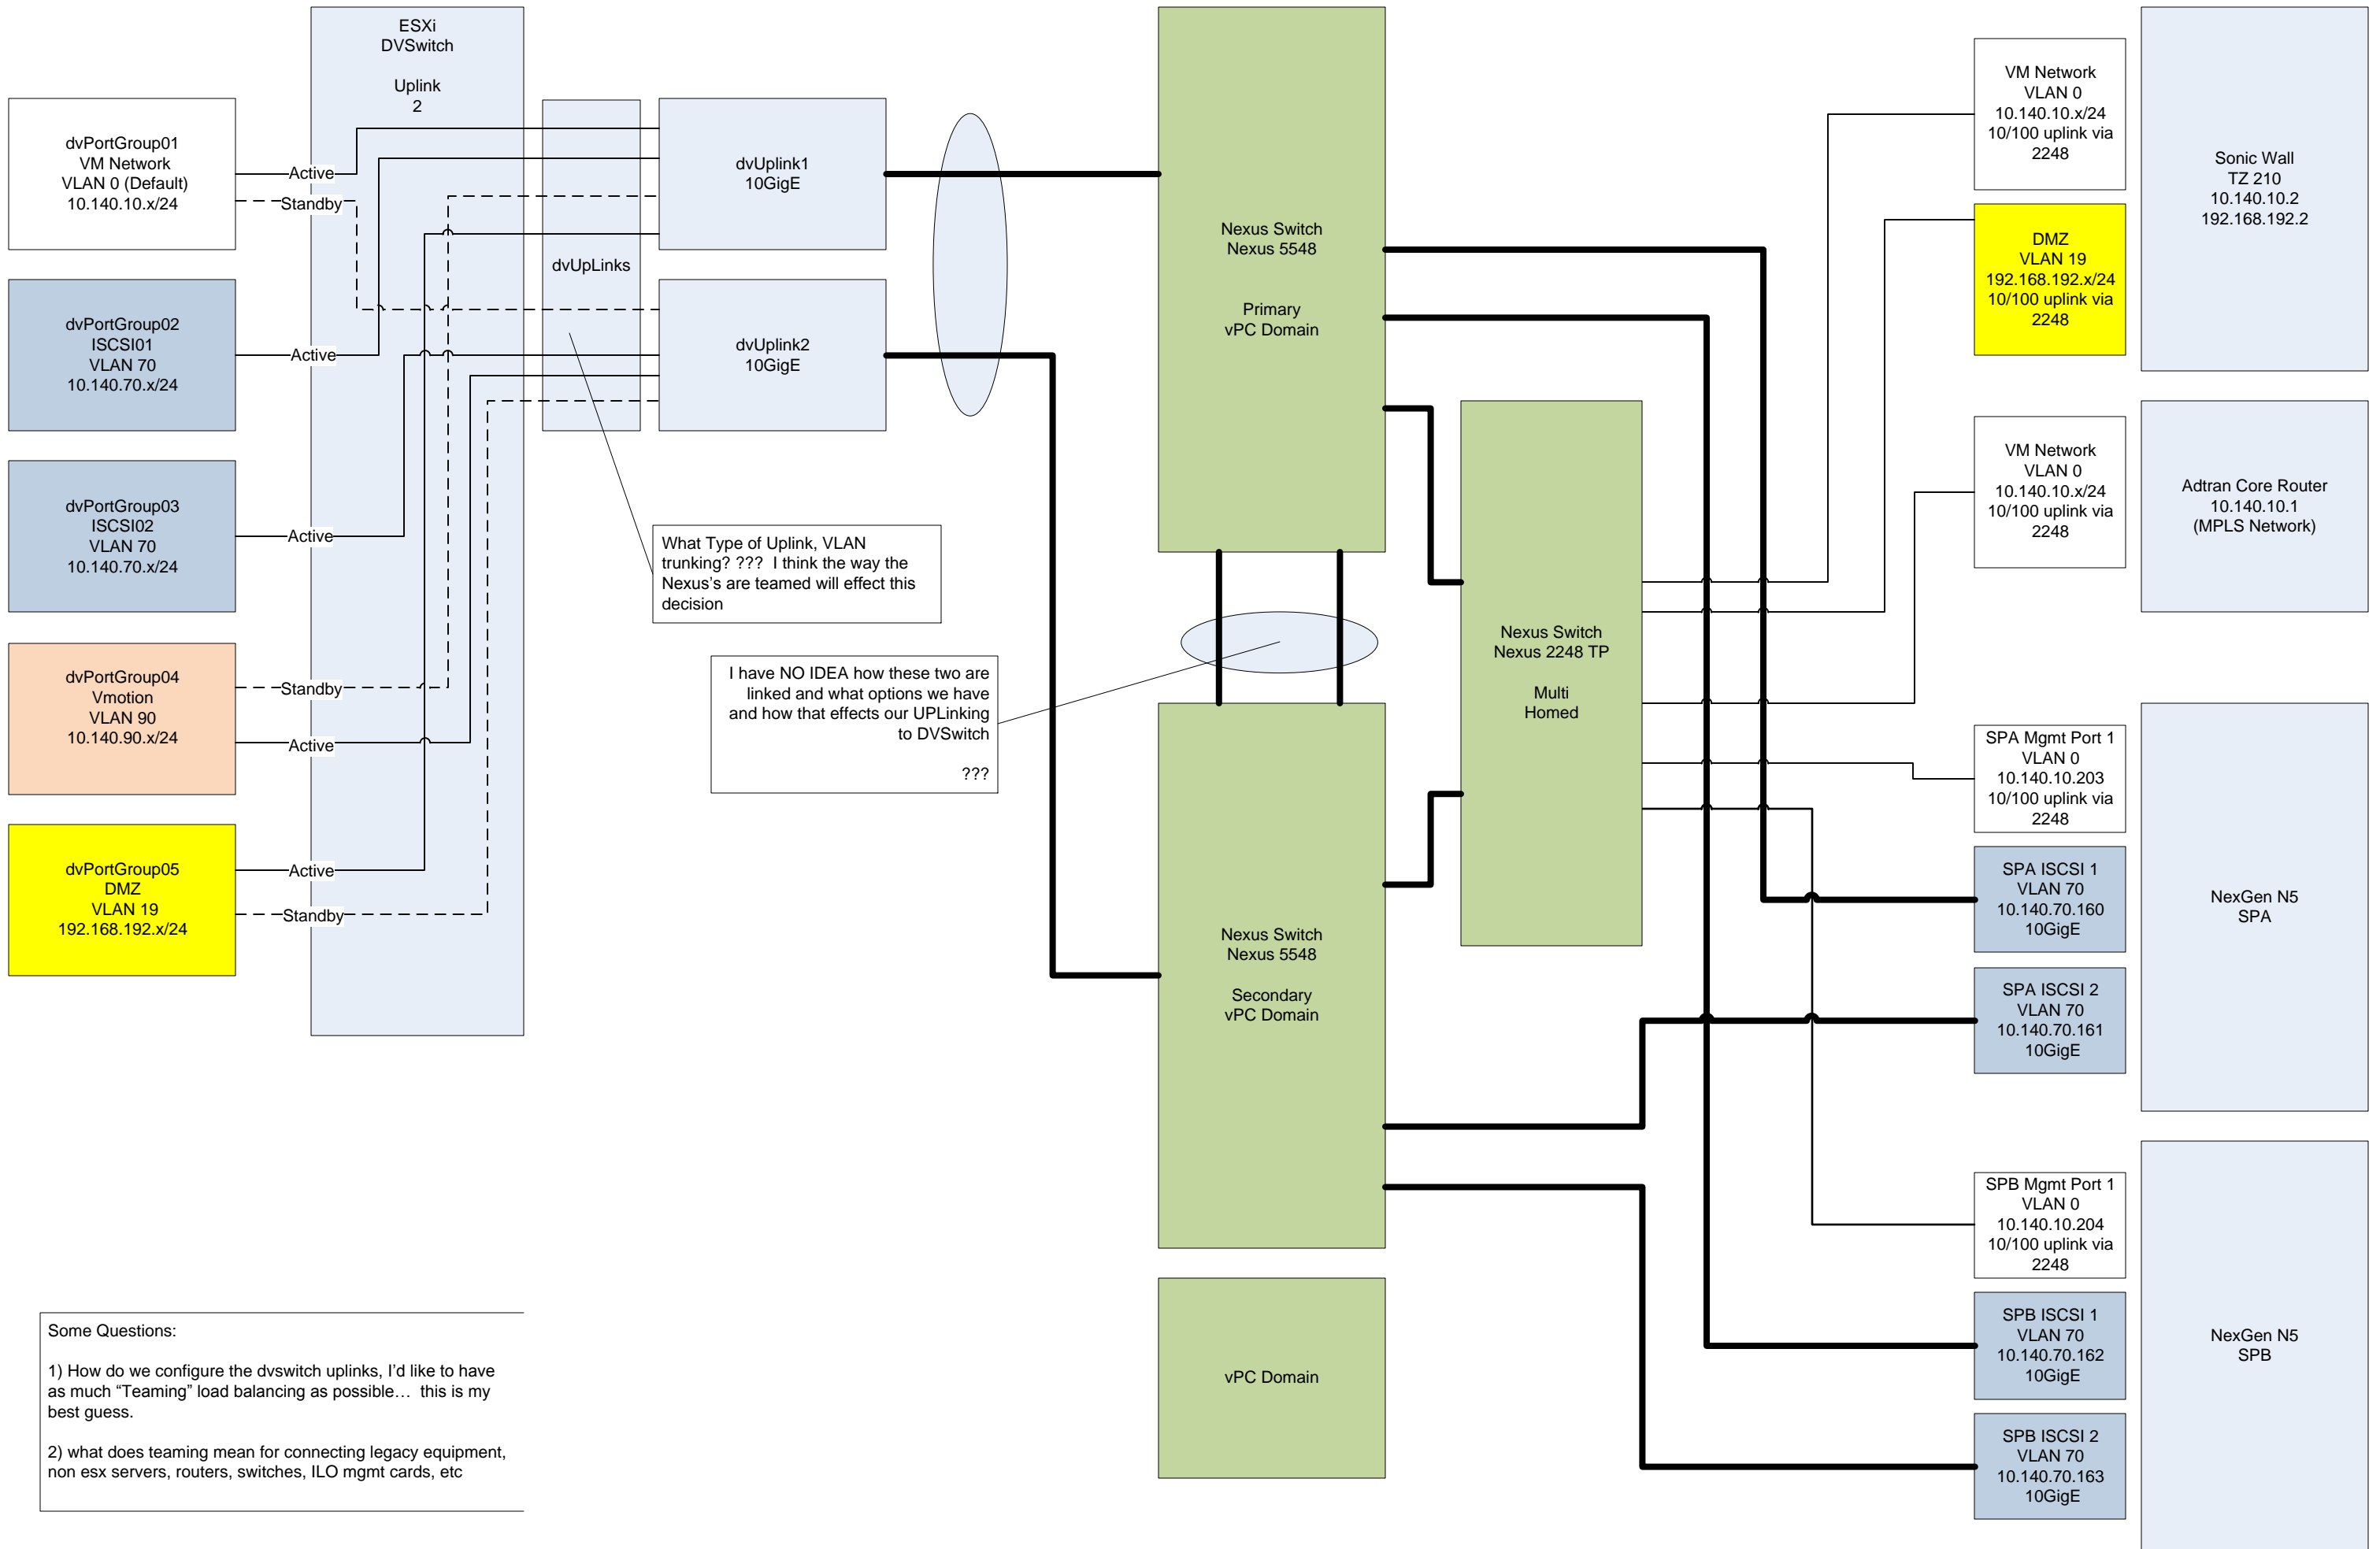 ESXi
DVSwitch
Uplink
2
dvPortGroup01
VM Network
VLAN 0 (Default)
10.140.10.x/24
Active
Standby
dvPortGroup02
ISCSI01
VLAN 70
10.140.70.x/24
Active
dvPortGroup03
ISCSI02
VLAN 70
10.140.70.x/24
Active
dvPortGroup04
Vmotion
VLAN 90
10.140.90.x/24
Standby
Active
dvPortGroup05
DMZ
VLAN 19
192.168.192.x/24
Active
Standby
dvUpLinks
dvUplink1
10GigE
dvUplink2
10GigE
What Type of Uplink, VLAN
trunking? ??? I think the way the
Nexus's are teamed will effect this
decision
I have NO IDEA how these two are
linked and what options we have
and how that effects our UPLinking
to DVSwitch
???
Nexus Switch
Nexus 5548
Primary
vPC Domain
Nexus Switch
Nexus 5548
Secondary
vPC Domain
vPC Domain
Nexus Switch
Nexus 2248 TP
Multi
Homed
VM Network
VLAN 0
10.140.10.x/24
10/100 uplink via
2248
DMZ
VLAN 19
192.168.192.x/24
10/100 uplink via
2248
Sonic Wall
TZ 210
10.140.10.2
192.168.192.2
VM Network
VLAN 0
10.140.10.x/24
10/100 uplink via
2248
Adtran Core Router
10.140.10.1
(MPLS Network)
SPA Mgmt Port 1
VLAN 0
10.140.10.203
10/100 uplink via
2248
SPA ISCSI 1
VLAN 70
10.140.70.160
10GigE
SPA ISCSI 2
VLAN 70
10.140.70.161
10GigE
NexGen N5
SPA
SPB Mgmt Port 1
VLAN 0
10.140.10.204
10/100 uplink via
2248
SPB ISCSI 1
VLAN 70
10.140.70.162
10GigE
SPB ISCSI 2
VLAN 70
10.140.70.163
10GigE
NexGen N5
SPB
Some Questions:
1) How do we configure the dvswitch uplinks, I'd like to have
as much “Teaming” load balancing as possible… this is my
best guess.
2) what does teaming mean for connecting legacy equipment,
non esx servers, routers, switches, ILO mgmt cards, etc